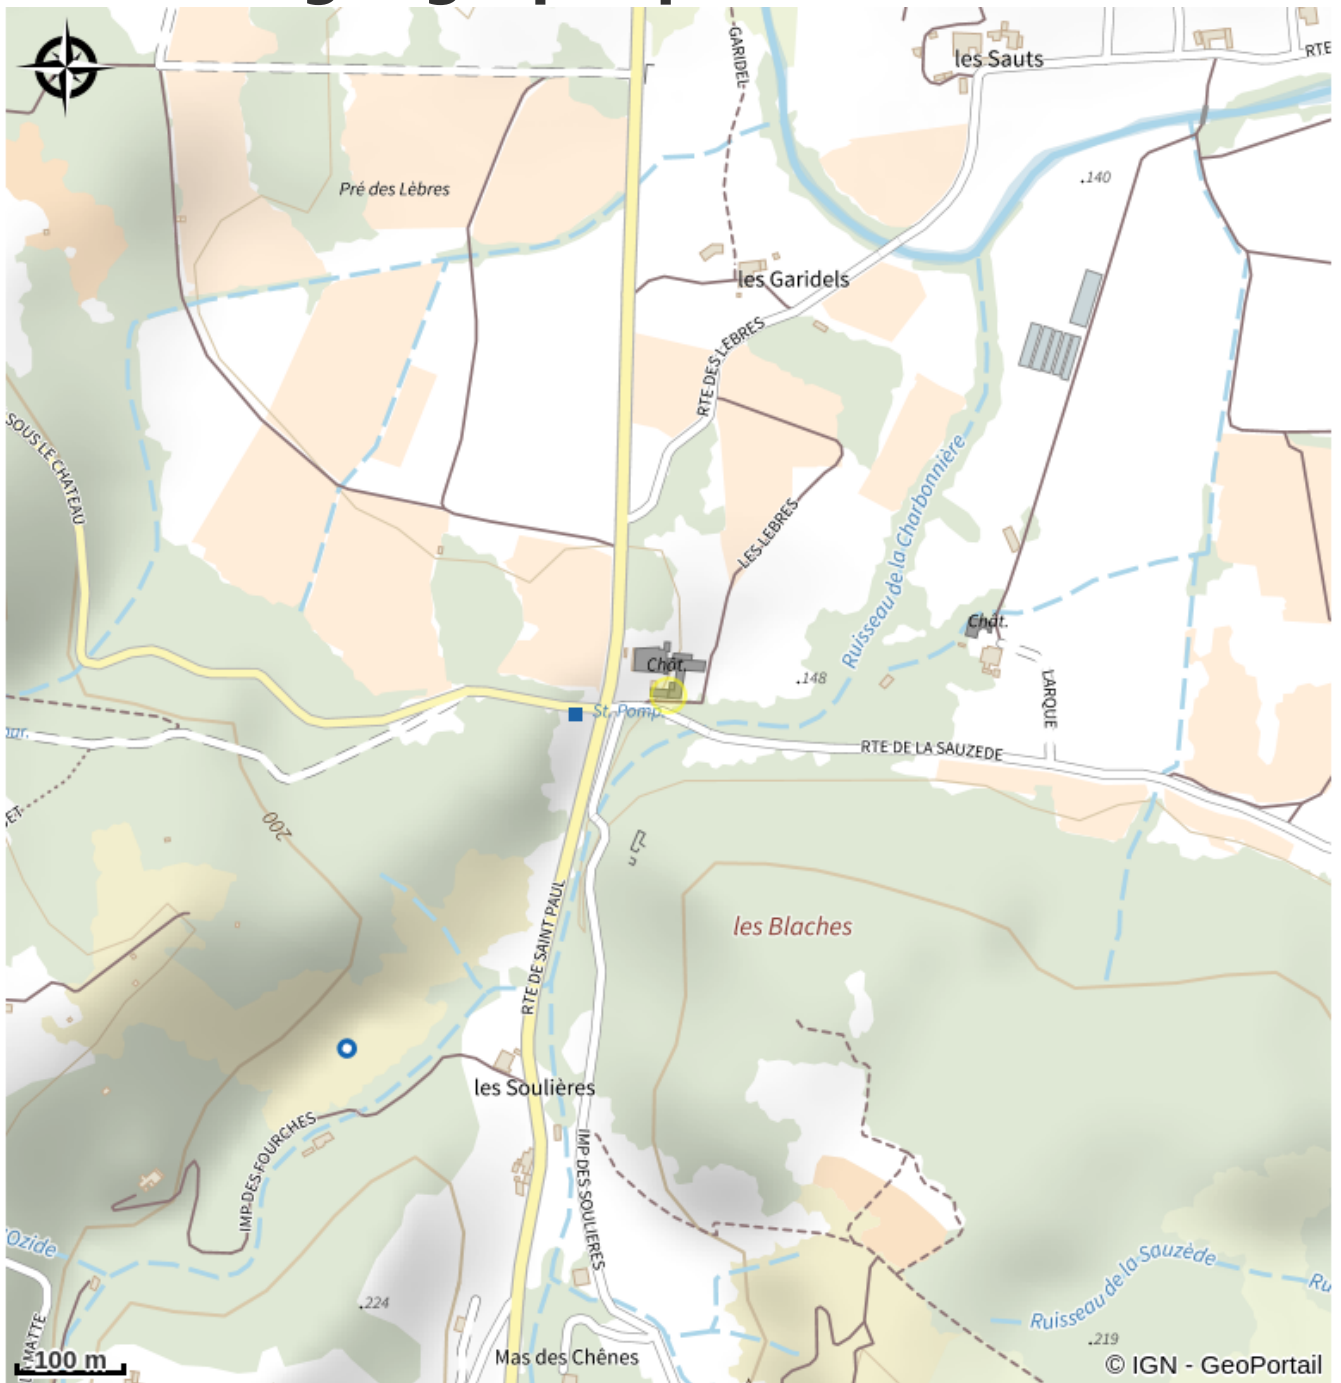 GARIDEL
les Sauts
RTE
Pré des Lèbres
140
les Garidels
RTE DES LEBRES
SOUS LE CHATEAU
Ruisseau de la Charbonnière
LES LEBRES
Chât.
Chât.
148
LARQUE
St. Pomp.
RTE DE LA SAUZEDE
200
RTE DE SAINT PAUL
les Blaches
les Soulières
IMP DES FOURCHES
IMP DES SOULIERES
Ozide
Ruisseau de la Sauzède
Ru
224
219
MATTE
100 m
Mas des Chênes
© IGN - GeoPortail